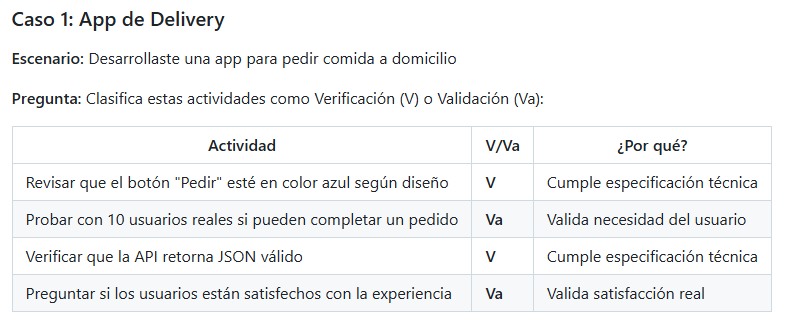 Caso 1: App de Delivery
Escenario: Desarrollaste una app para pedir comida a domicilio
Pregunta: Clasifica estas actividades como Verificación (V) o Validación (Va):
Actividad V/Va ¿Por qué?
Revisar que el botón "Pedir" esté en color azul según diseño V Cumple especificación técnica
Probar con 10 usuarios reales si pueden completar un pedido Va Valida necesidad del usuario
Verificar que la API retorna JSON válido V Cumple especificación técnica
Preguntar si los usuarios están satisfechos con la experiencia Va Valida satisfacción real